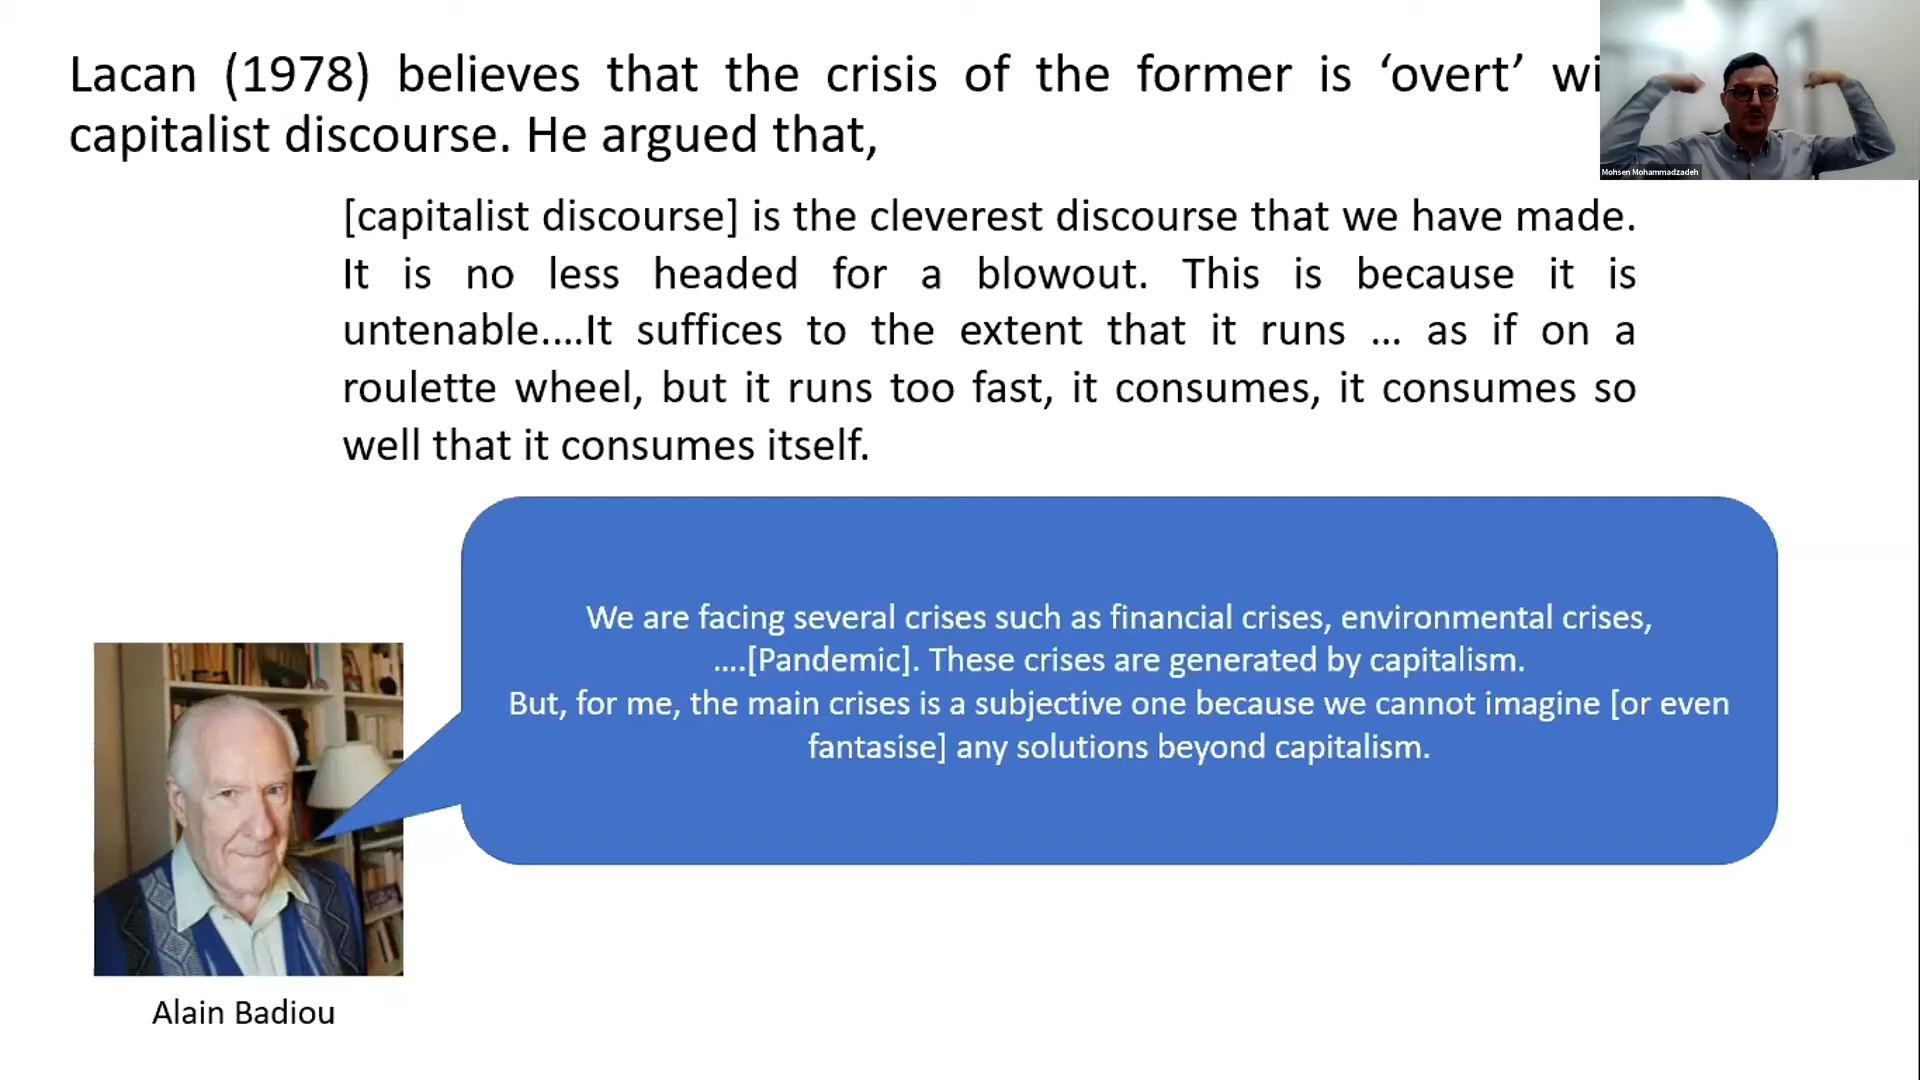 Lacan (1978) believes that the crisis of the former is ‘overt’ wi
capitalist discourse. He argued that,
Mohsen Mohammadzadeh
[capitalist discourse] is the cleverest discourse that we have made.
It is no less headed for a blowout. This is because it is
untenable....It suffices to the extent that it runs ... as if on a
roulette wheel, but it runs too fast, it consumes, it consumes so
well that it consumes itself.
We are facing several crises such as financial crises, environmental crises,
....[Pandemic]. These crises are generated by capitalism.
But, for me, the main crises is a subjective one because we cannot imagine [or even
fantasise] any solutions beyond capitalism.
Alain Badiou